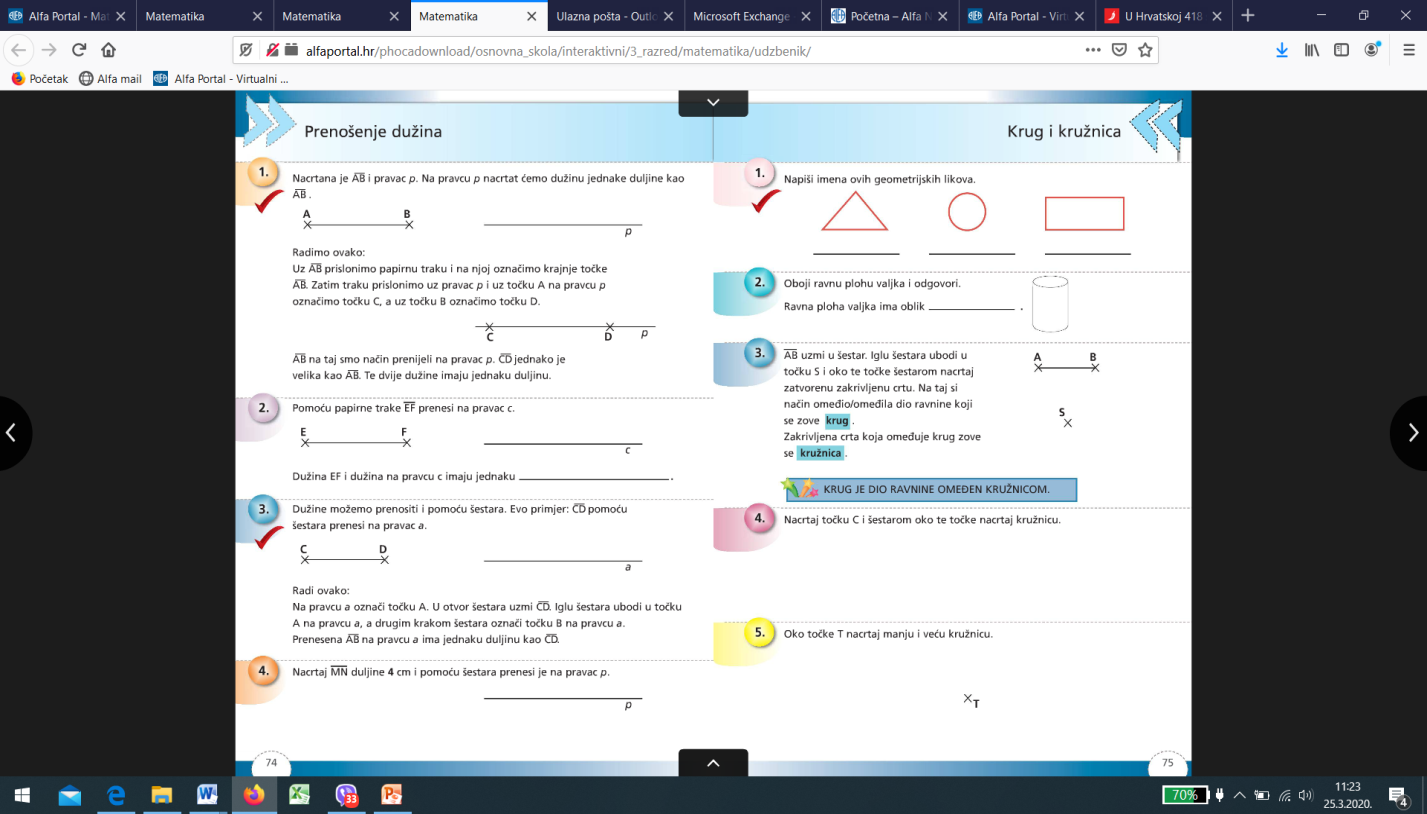 Alfa Portal - Mat
Matematika
Matematika
Matematika
Ulazna pošta - Outlo
Microsoft Exchange
Početna – Alfa N
Alfa Portal - Virtu
U Hrvatskoj 418
alfaportal.hr/phocadownload/osnovna_skola/interaktivni/3_razred/matematika/udzbenik/
Početak
Alfa mail
Alfa Portal - Virtualni ...
Prenošenje dužina
1.
Nacrtana je AB i pravac p. Na pravcu p nacrtat ćemo dužinu jednake duljine kao
AB .
A
B
p
Radimo ovako:
Uz AB prislonimo papirnu traku i na njoj označimo krajnje točke
AB. Zatim traku prislonimo uz pravac p i uz točku A na pravcu p
označimo točku C, a uz točku B označimo točku D.
C
D
p
AB na taj smo način prenijeli na pravac p. CD jednako je
velika kao AB. Te dvije dužine imaju jednaku duljinu.
2.
Pomoću papirne trake EF prenesi na pravac c.
E
F
c
Dužina EF i dužina na pravcu c imaju jednaku ______________.
3.
Dužine možemo prenositi i pomoću šestara. Evo primjer: CD pomoću
šestara prenesi na pravac a.
C
D
a
Radi ovako:
Na pravcu a označi točku A. U otvor šestara uzmi CD. Iglu šestara ubodi u točku
A na pravcu a, a drugim krakom šestara označi točku B na pravcu a.
Prenesena AB na pravcu a ima jednaku duljinu kao CD.
4.
Nacrtaj MN duljine 4 cm i pomoću šestara prenesi je na pravac p.
p
74
Krug i kružnica
1.
Napiši imena ovih geometrijskih likova.
2.
Oboji ravnu plohu valjka i odgovori.
Ravna ploha valjka ima oblik ______________ .
3.
AB uzmi u šestar. Iglu šestara ubodi u
točku S i oko te točke šestarom nacrtaj
zatvorenu zakrivljenu crtu. Na taj si
način omeđio/omeđila dio ravnine koji
se zove krug .
Zakrivljena crta koja omeđuje krug zove
se kružnica .
A
B
S
KRUG JE DIO RAVNINE OMEĐEN KRUŽNICOM.
4.
Nacrtaj točku C i šestarom oko te točke nacrtaj kružnicu.
5.
Oko točke T nacrtaj manju i veću kružnicu.
T
75
33
70%
11:23
25.3.2020.
4